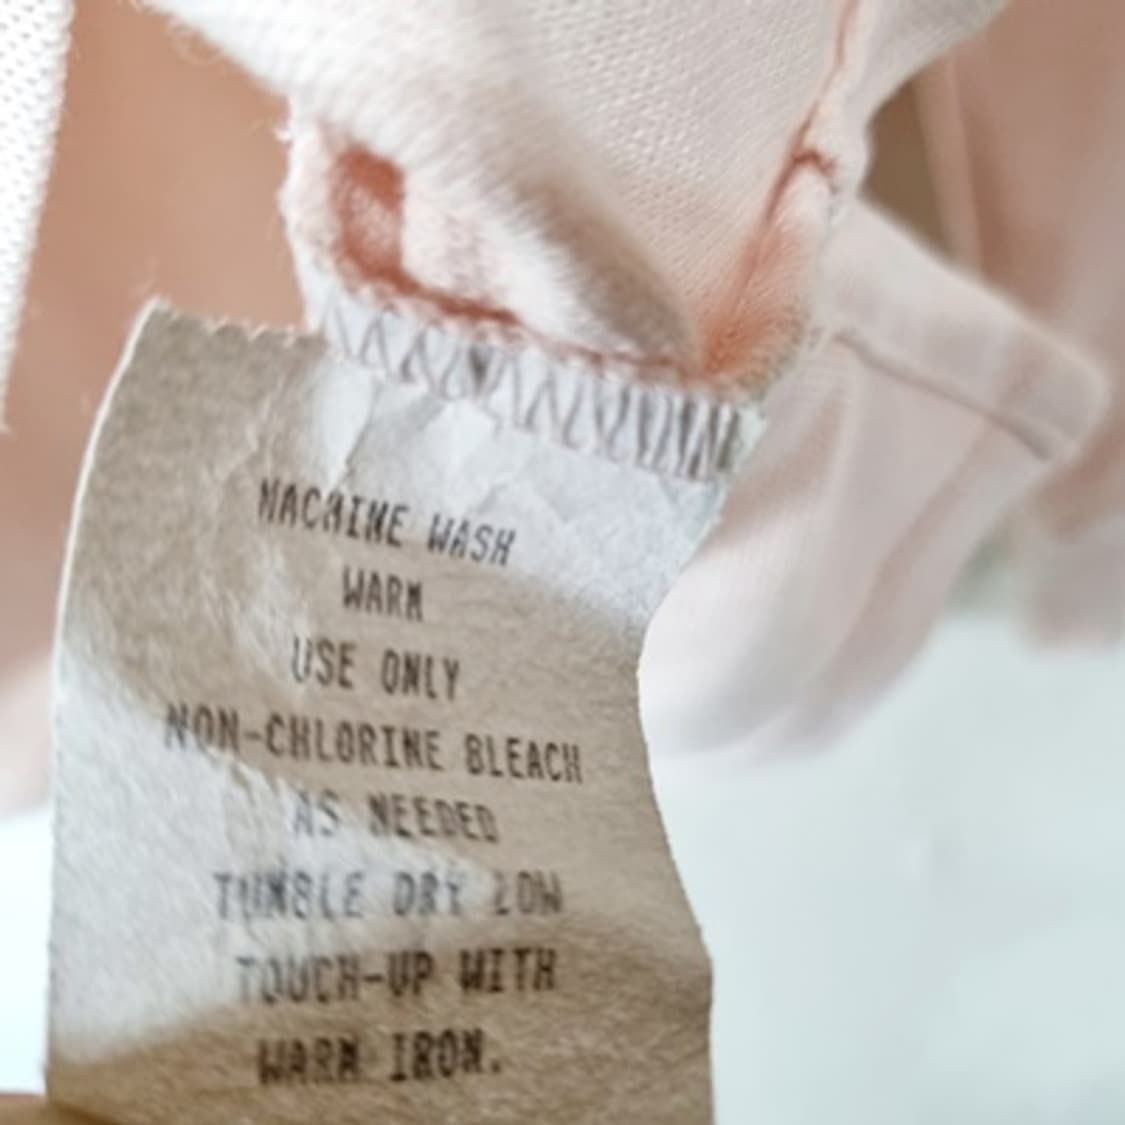 MACHINE WASH
WARM
USE ONLY
NON-CHLORINE BLEACH
AS NEEDED
TUMBLE DRY LOW
TOUCH-UP WITH
WARM IRON.